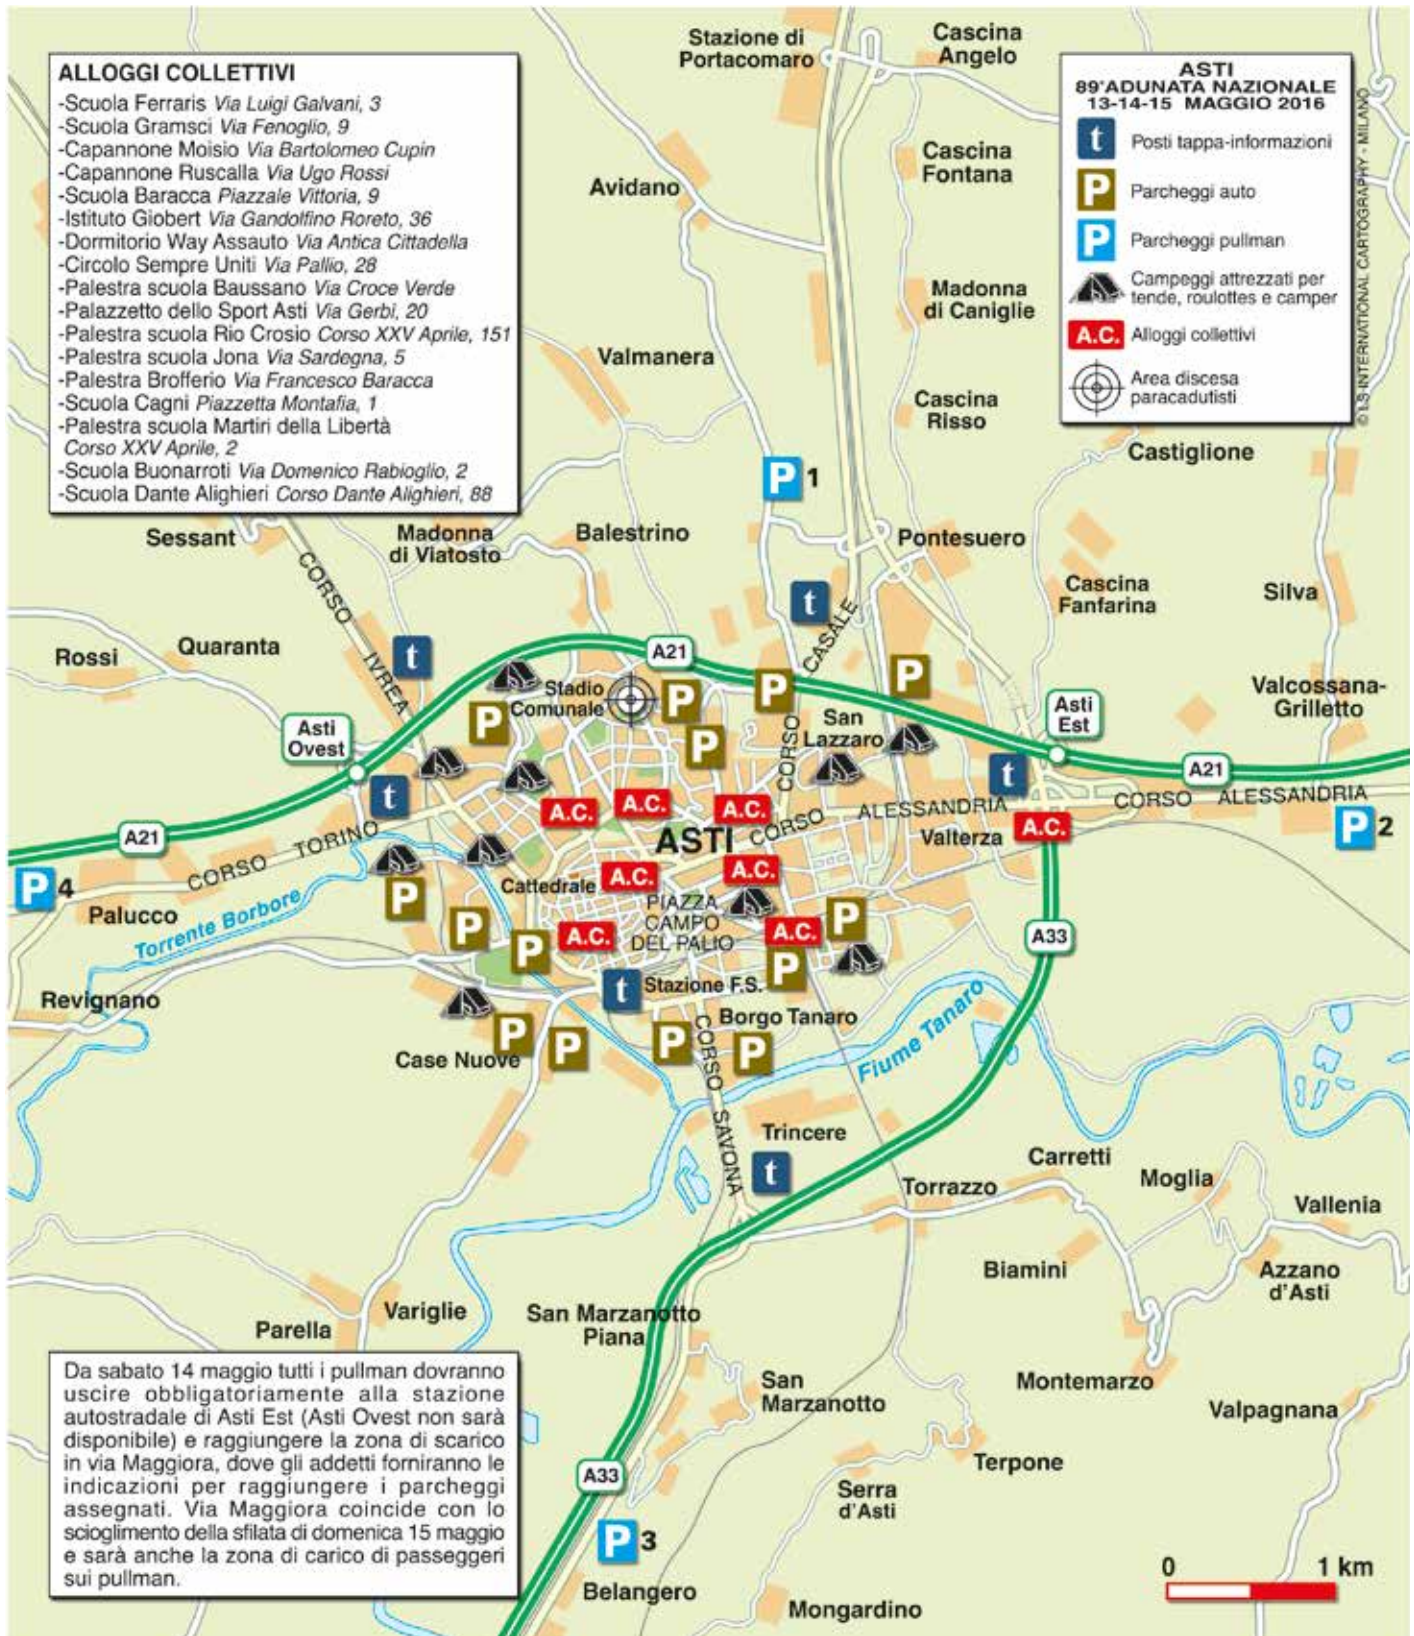 ALLOGGI COLLETTIVI
-Scuola Ferraris Via Luigi Galvani, 3
-Scuola Gramsci Via Fenoglio, 9
-Capannone Moisio Via Bartolomeo Cupin
-Capannone Ruscalla Via Ugo Rossi
-Scuola Baracca Piazzale Vittoria, 9
-Istituto Giobert Via Gandolfino Roreto, 36
-Dormitorio Way Assauto Via Antica Cittadella
-Circolo Sempre Uniti Via Pallio, 28
-Palestra scuola Baussano Via Croce Verde
-Palazzetto dello Sport Asti Via Gerbi, 20
-Palestra scuola Rio Crosio Corso XXV Aprile, 151
-Palestra scuola Jona Via Sardegna, 5
-Palestra Brofferio Via Francesco Baracca
-Scuola Cagni Piazzetta Montafia, 1
-Palestra scuola Martiri della Libertà
Corso XXV Aprile, 2
-Scuola Buonarroti Via Domenico Rabioglio, 2
-Scuola Dante Alighieri Corso Dante Alighieri, 88
ASTI
89°ADUNATA NAZIONALE
13-14-15 MAGGIO 2016
t Posti tappa-informazioni
P Parcheggi auto
P Parcheggi pullman
Campeggi attrezzati per
tende, roulottes e camper
A.C. Alloggi collettivi
Area discesa
paracadutisti
© LS INTERNATIONAL CARTOGRAPHY - MILANO
Stazione di
Portacomaro
Cascina
Angelo
Avidano
Cascina
Fontana
Madonna
di Caniglie
Valmanera
Cascina
Risso
Castiglione
P 1
Sessant
Madonna
di Viatosto
Balestrino
Pontesuero
Cascina
Fanfarina
Silva
CORSO IVREA
t
CORSO CASALE
Quaranta
Rossi
t
A21
Stadio
Comunale
P
P
P
P
P
Asti
Ovest
San
Lazzaro
Asti
Est
Valcossana-
Grilletto
A21
t
t
A.C.
A.C.
A.C.
ASTI
CORSO ALESSANDRIA
CORSO ALESSANDRIA
A21
CORSO TORINO
Valterza
A.C.
P 2
P 4
Palucco
Torrente Borbore
P
Cattedrale
A.C.
A.C.
PIAZZA
CAMPO
DEL PALIO
P
P
P
A.C.
A.C.
A33
Revignano
t
Stazione F.S.
P
Fiume Tanaro
Case Nuove
P
P
P
P
Borgo Tanaro
CORSO SAVONA
Trincere
t
Torrazzo
Carretti
Moglia
Vallenia
Biamini
Azzano
d'Asti
Variglie
Parella
San Marzanotto
Piana
San
Marzanotto
Montemarzo
Valpagnana
Terpone
Serra
d'Asti
A33
P 3
Belangero
Mongardino
Da sabato 14 maggio tutti i pullman dovranno
uscire obbligatoriamente alla stazione
autostradale di Asti Est (Asti Ovest non sarà
disponibile) e raggiungere la zona di scarico
in via Maggiora, dove gli addetti forniranno le
indicazioni per raggiungere i parcheggi
assegnati. Via Maggiora coincide con lo
scioglimento della sfilata di domenica 15 maggio
e sarà anche la zona di carico di passeggeri
sui pullman.
0 1 km